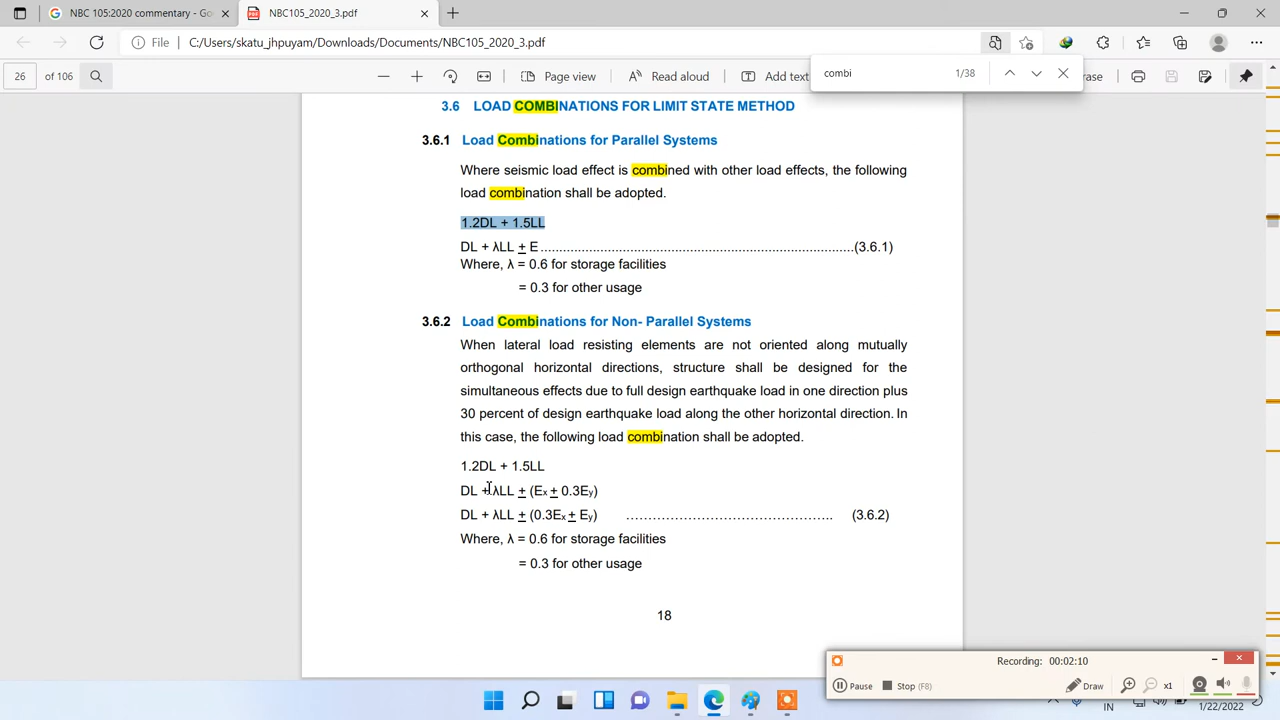 NBC 105:2020 commentary - Go
NBC105_2020_3.pdf
File
C:/Users/skatu_jhpuyam/Downloads/Documents/NBC105_2020_3.pdf
combi
1/38
26
of 106
Page view
Read aloud
Add text
rase
3.6 LOAD COMBINATIONS FOR LIMIT STATE METHOD
3.6.1 Load Combinations for Parallel Systems
Where seismic load effect is combined with other load effects, the following
load combination shall be adopted.
1.2DL + 1.5LL
DL + λLL ± E....................................................................................(3.6.1)
Where, λ = 0.6 for storage facilities
= 0.3 for other usage
3.6.2 Load Combinations for Non- Parallel Systems
When lateral load resisting elements are not oriented along mutually
orthogonal horizontal directions, structure shall be designed for the
simultaneous effects due to full design earthquake load in one direction plus
30 percent of design earthquake load along the other horizontal direction. In
this case, the following load combination shall be adopted.
1.2DL + 1.5LL
DL + λLL ± (Ex ± 0.3Ey)
DL + λLL ± (0.3Ex ± Ey) ………………………………………….. (3.6.2)
Where, λ = 0.6 for storage facilities
= 0.3 for other usage
18
Recording: 00:02:10
Pause
Stop (F8)
Draw
x1
IN
1/22/2022